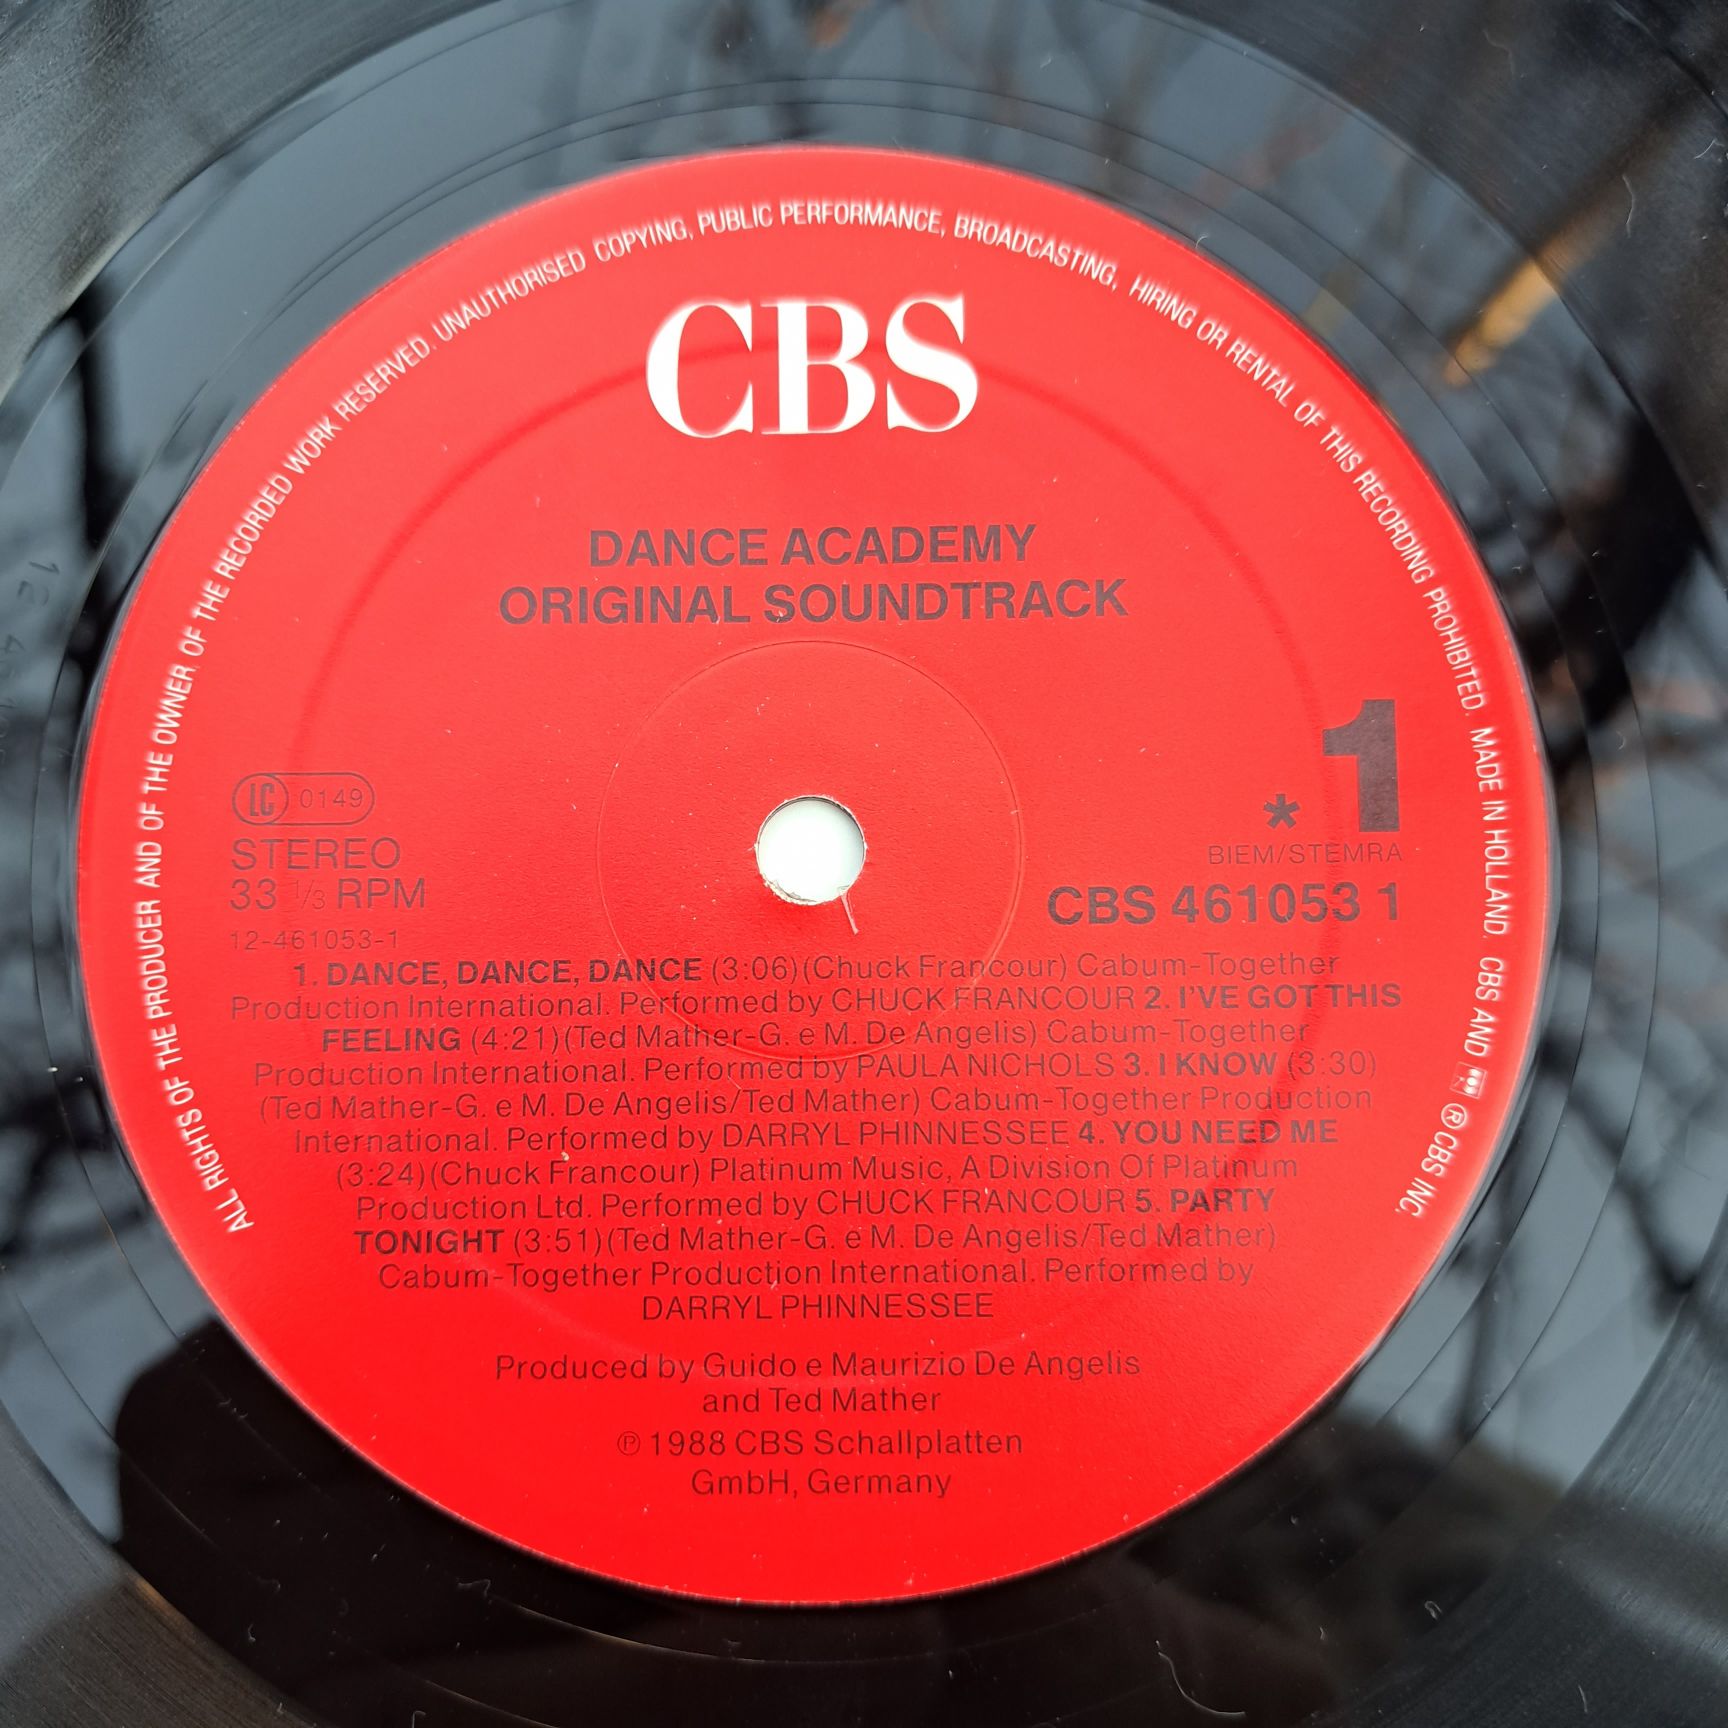 ALL RIGHTS OF THE PRODUCER AND OF THE OWNER OF THE RECORDED WORK RESERVED. UNAUTHORISED COPYING, PUBLIC PERFORMANCE, BROADCASTING, HIRING OR RENTAL OF THIS RECORDING PROHIBITED. MADE IN HOLLAND. CBS AND ® CBS INC.
CBS
DANCE ACADEMY
ORIGINAL SOUNDTRACK
1
LC 0149
*
STEREO
BIEM/STEMRA
33 1/3 RPM
CBS 461053 1
12-461053-1
1. DANCE, DANCE, DANCE (3:06)(Chuck Francour) Cabum-Together
Production International. Performed by CHUCK FRANCOUR 2. I'VE GOT THIS
FEELING (4:21)(Ted Mather-G. e M. De Angelis) Cabum-Together
Production International. Performed by PAULA NICHOLS 3. I KNOW (3:30)
(Ted Mather-G. e M. De Angelis/Ted Mather) Cabum-Together Production
International. Performed by DARRYL PHINNESSEE 4. YOU NEED ME
(3:24)(Chuck Francour) Platinum Music, A Division Of Platinum
Production Ltd. Performed by CHUCK FRANCOUR 5. PARTY
TONIGHT (3:51)(Ted Mather-G. e M. De Angelis/Ted Mather)
Cabum-Together Production International. Performed by
DARRYL PHINNESSEE
Produced by Guido e Maurizio De Angelis
and Ted Mather
℗ 1988 CBS Schallplatten
GmbH, Germany